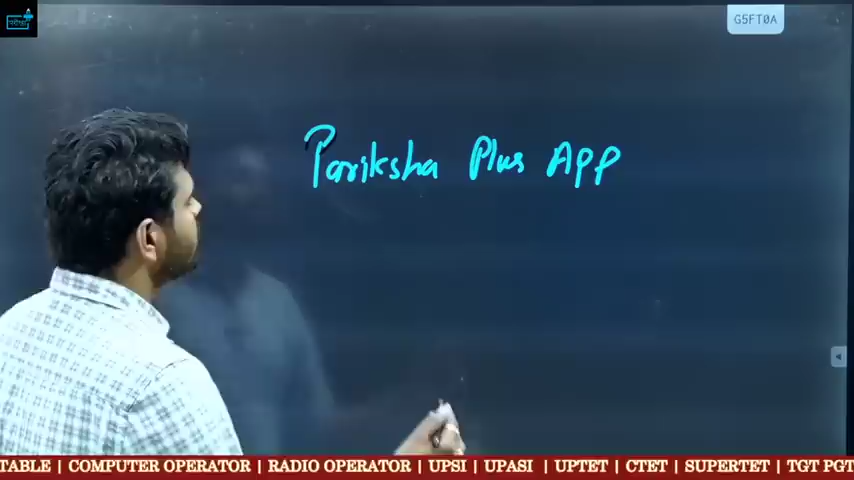 G5FT0A
Pariksha Plus App
TABLE | COMPUTER OPERATOR | RADIO OPERATOR | UPSI | UPASI | UPTET | CTET | SUPERTET | TGT PGT